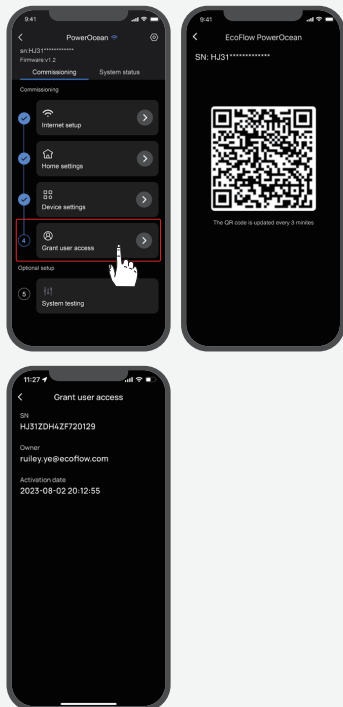 9:41
PowerOcean
sn:HJ31************
Firmware:v1.2
Commissioning System status
Commissioning
Internet setup
Home settings
Device settings
4
Grant user access
Optional setup
5
System testing
9:41
EcoFlow PowerOcean
SN: HJ31*************
The QR code is updated every 3 minites
11:27
Grant user access
SN
HJ31ZDH4ZF720129
Owner
ruiley.ye@ecoflow.com
Activation date
2023-08-02 20:12:55